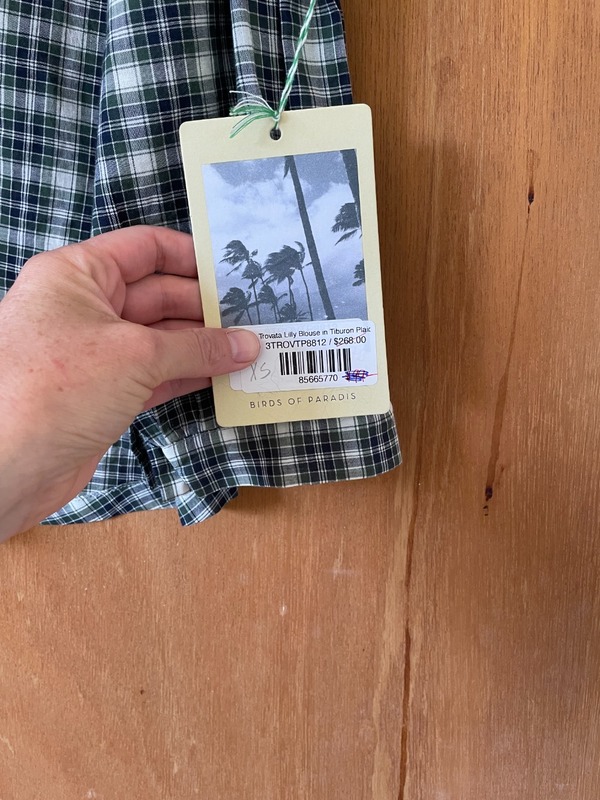 Trovata Lilly Blouse in Tiburon Plaid
3TROVTP8812 / $268.00
XS
85665770
BIRDS OF PARADIS